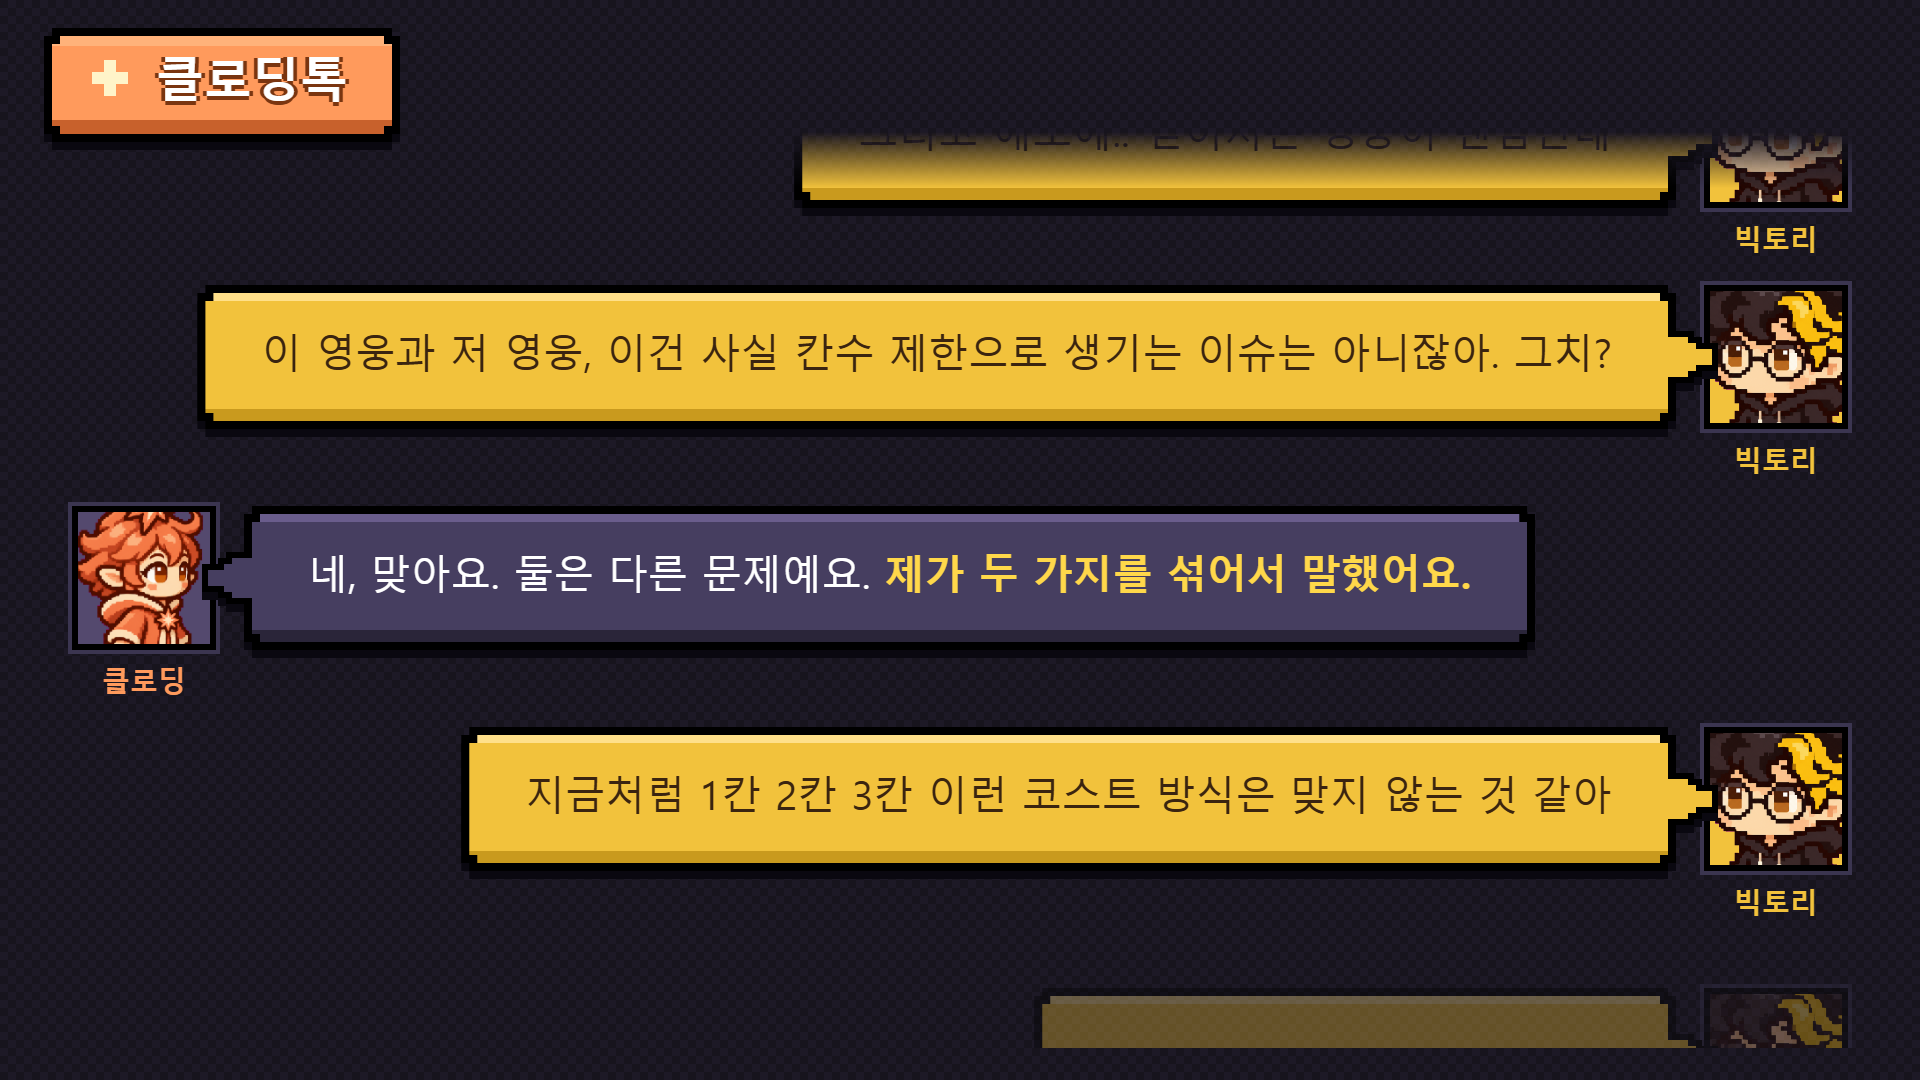 클로딩톡
빅토리
이 영웅과 저 영웅, 이건 사실 칸수 제한으로 생기는 이슈는 아니잖아. 그치?
빅토리
네, 맞아요. 둘은 다른 문제예요. 제가 두 가지를 섞어서 말했어요.
클로딩
지금처럼 1칸 2칸 3칸 이런 코스트 방식은 맞지 않는 것 같아
빅토리